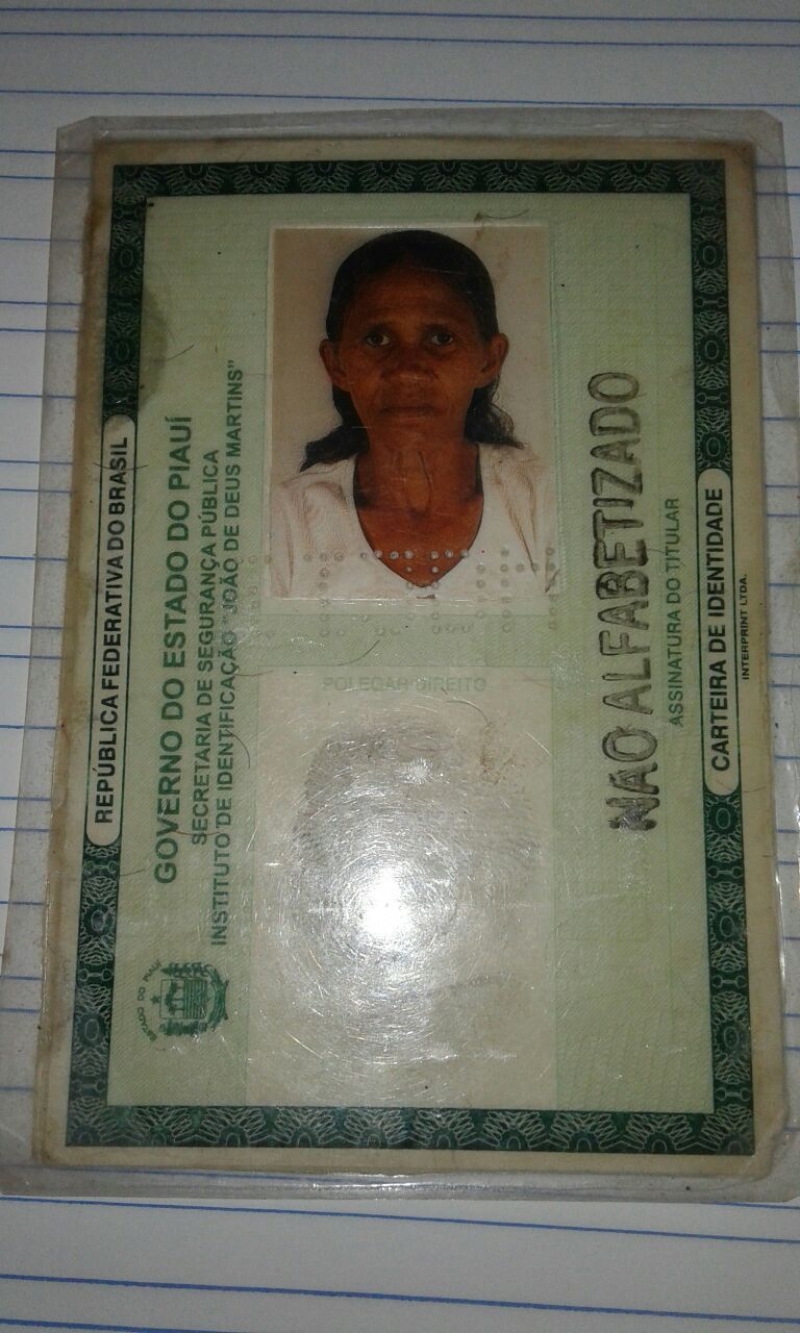 REPÚBLICA FEDERATIVA DO BRASIL
GOVERNO DO ESTADO DO PIAUÍ
SECRETARIA DE SEGURANÇA PÚBLICA
INSTITUTO DE IDENTIFICAÇÃO "JOÃO DE DEUS MARTINS"
ESTADO DO PIAUÍ
POLEGAR DIREITO
NÃO ALFABETIZADO
ASSINATURA DO TITULAR
CARTEIRA DE IDENTIDADE
INTERPRINT LTDA.